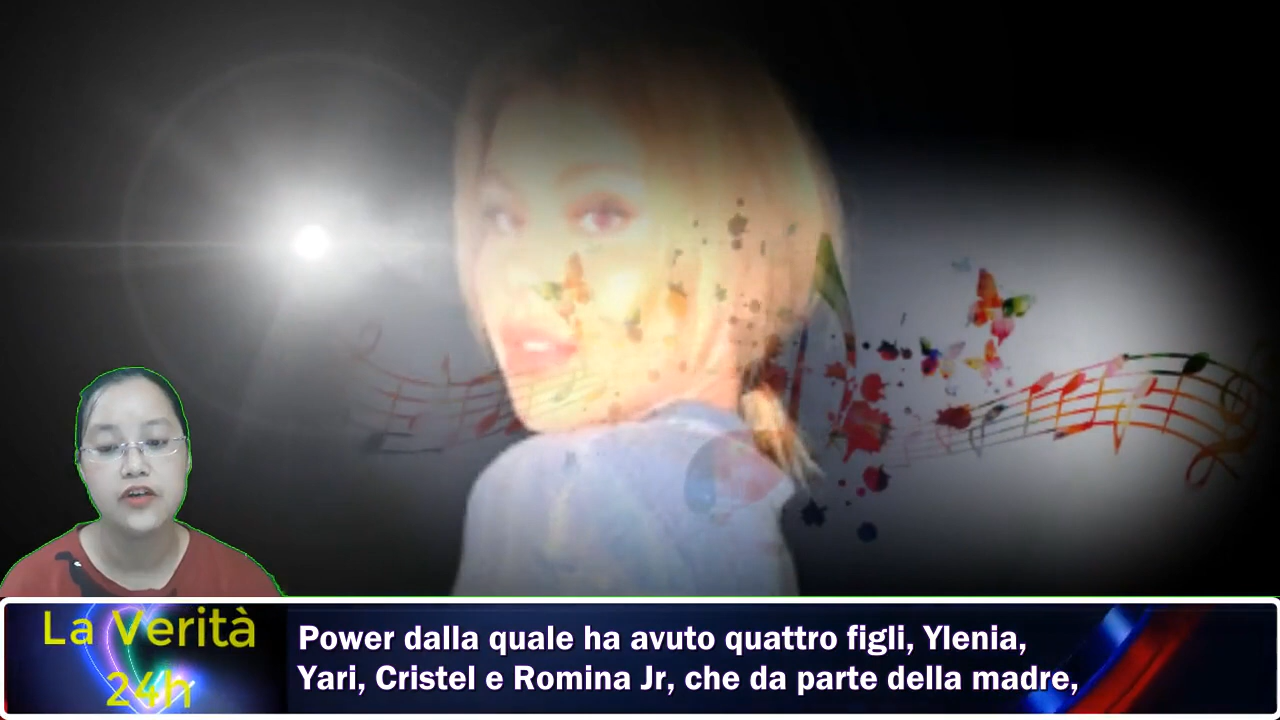 La Verità
24h
Power dalla quale ha avuto quattro figli, Ylenia,
Yari, Cristel e Romina Jr, che da parte della madre,